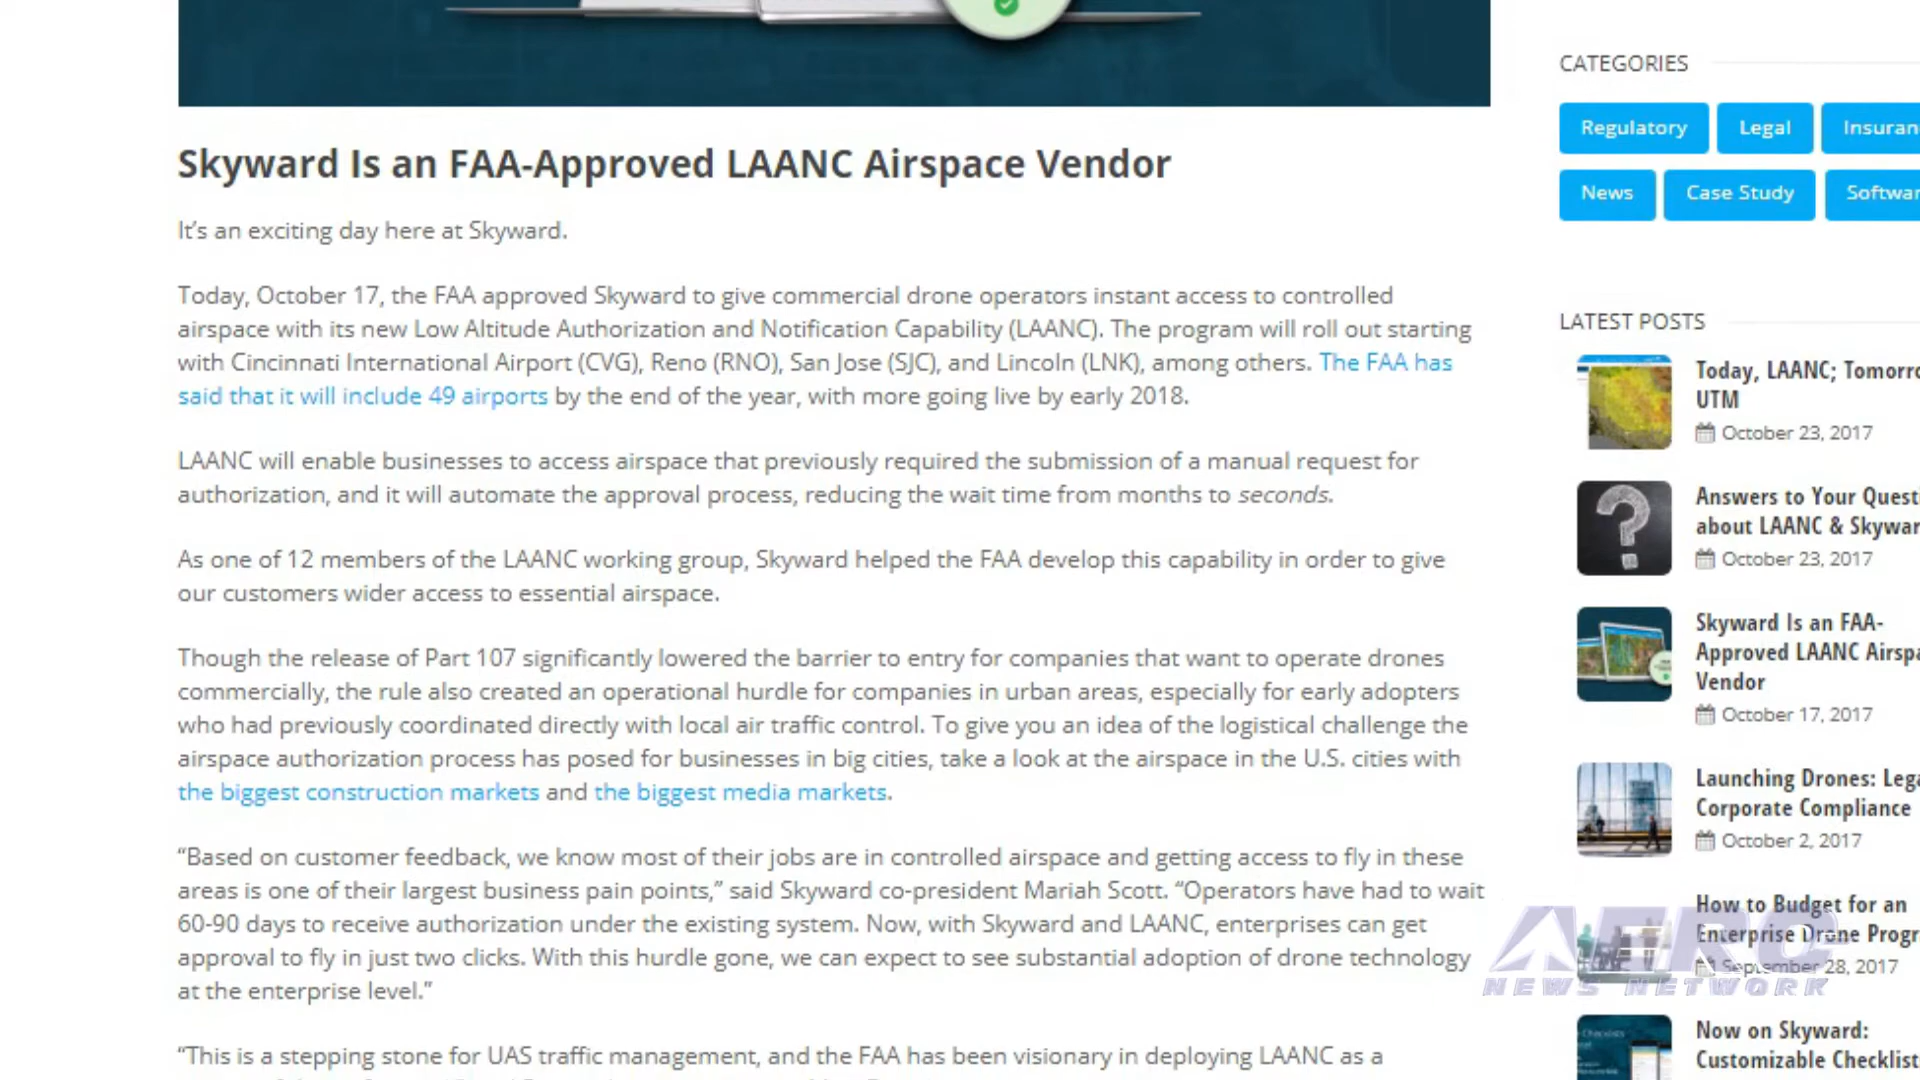 Skyward Is an FAA-Approved LAANC Airspace Vendor
It's an exciting day here at Skyward.
Today, October 17, the FAA approved Skyward to give commercial drone operators instant access to controlled
airspace with its new Low Altitude Authorization and Notification Capability (LAANC). The program will roll out starting
with Cincinnati International Airport (CVG), Reno (RNO), San Jose (SJC), and Lincoln (LNK), among others. The FAA has
said that it will include 49 airports by the end of the year, with more going live by early 2018.
LAANC will enable businesses to access airspace that previously required the submission of a manual request for
authorization, and it will automate the approval process, reducing the wait time from months to seconds.
As one of 12 members of the LAANC working group, Skyward helped the FAA develop this capability in order to give
our customers wider access to essential airspace.
Though the release of Part 107 significantly lowered the barrier to entry for companies that want to operate drones
commercially, the rule also created an operational hurdle for companies in urban areas, especially for early adopters
who had previously coordinated directly with local air traffic control. To give you an idea of the logistical challenge the
airspace authorization process has posed for businesses in big cities, take a look at the airspace in the U.S. cities with
the biggest construction markets and the biggest media markets.
“Based on customer feedback, we know most of their jobs are in controlled airspace and getting access to fly in these
areas is one of their largest business pain points,” said Skyward co-president Mariah Scott. “Operators have had to wait
60-90 days to receive authorization under the existing system. Now, with Skyward and LAANC, enterprises can get
approval to fly in just two clicks. With this hurdle gone, we can expect to see substantial adoption of drone technology
at the enterprise level.”
“This is a stepping stone for UAS traffic management, and the FAA has been visionary in deploying LAANC as a
CATEGORIES
Regulatory Legal Insuran
News Case Study Softwar
LATEST POSTS
Today, LAANC; Tomorro
UTM
October 23, 2017
Answers to Your Questi
about LAANC & Skywar
October 23, 2017
Skyward Is an FAA-
Approved LAANC Airspa
Vendor
October 17, 2017
Launching Drones: Lega
Corporate Compliance
October 2, 2017
How to Budget for an
Enterprise Drone Progr
September 28, 2017
Now on Skyward:
Customizable Checklist
AERO
NEWS NETWORK